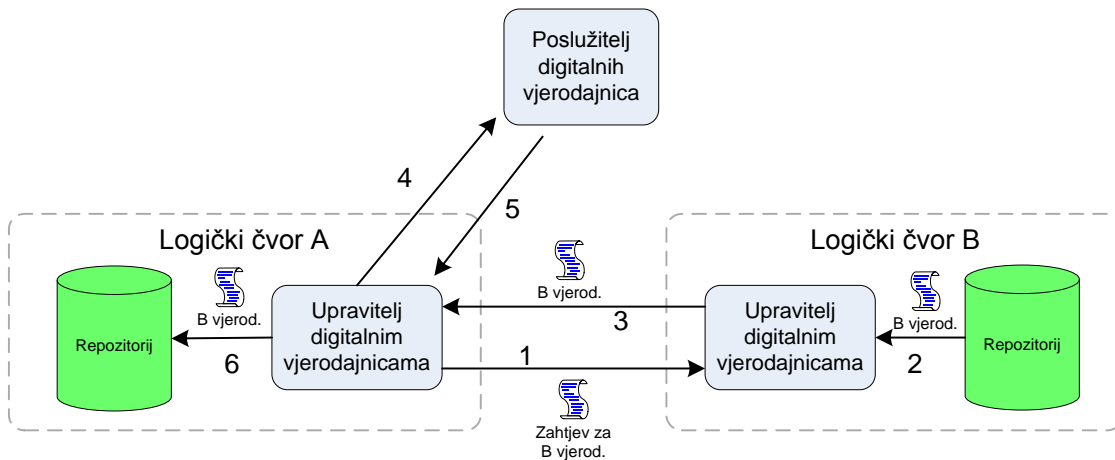 Poslužitelj
digitalnih
vjerodajnica
4
5
Logički čvor A
Logički čvor B
B vjerod.
B vjerod.
B vjerod.
Repozitorij
Upravitelj
digitalnim
vjerodajnicama
Upravitelj
digitalnim
vjerodajnicama
Repozitorij
6
3
1
2
Zahtjev za
B vjerod.